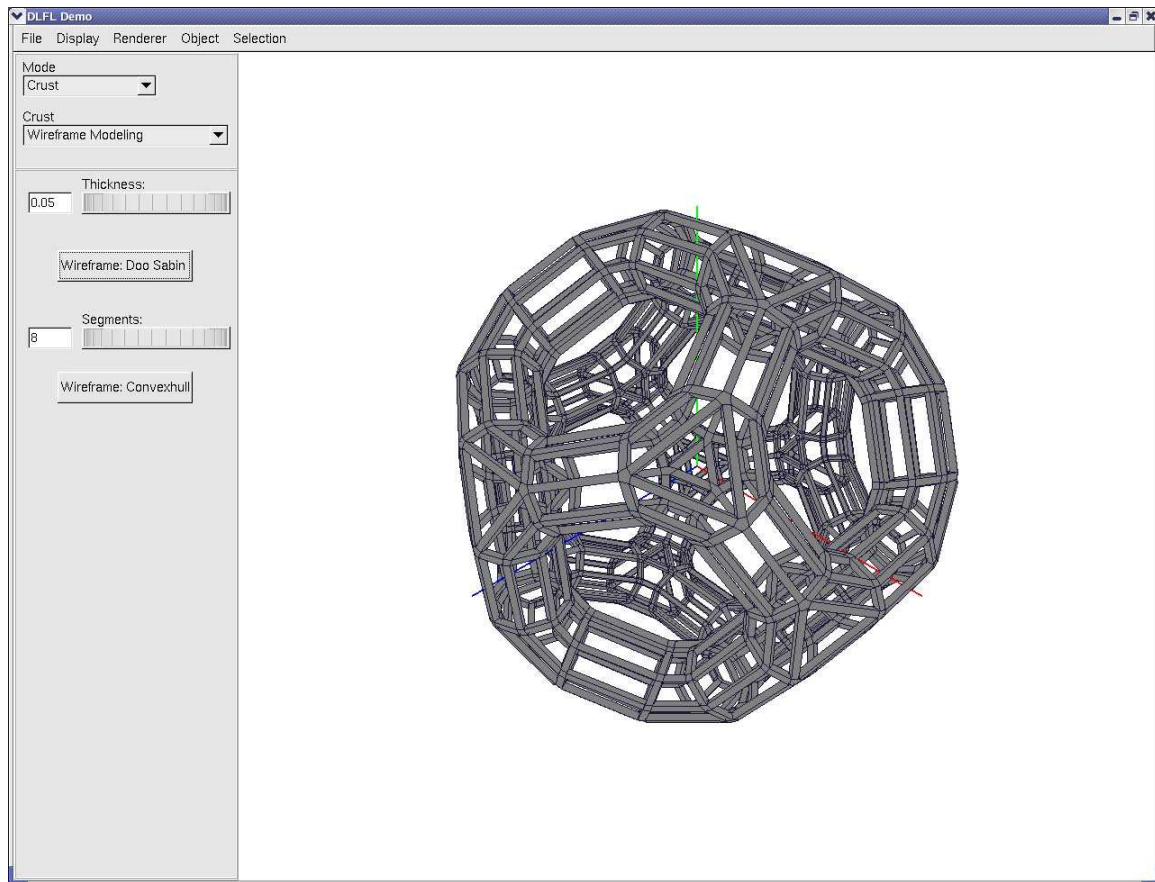 DLFL Demo
File Display Renderer Object Selection
Mode
Crust
Crust
Wireframe Modeling
Thickness:
0.05
Wireframe: Doo Sabin
Segments:
8
Wireframe: Convexhull